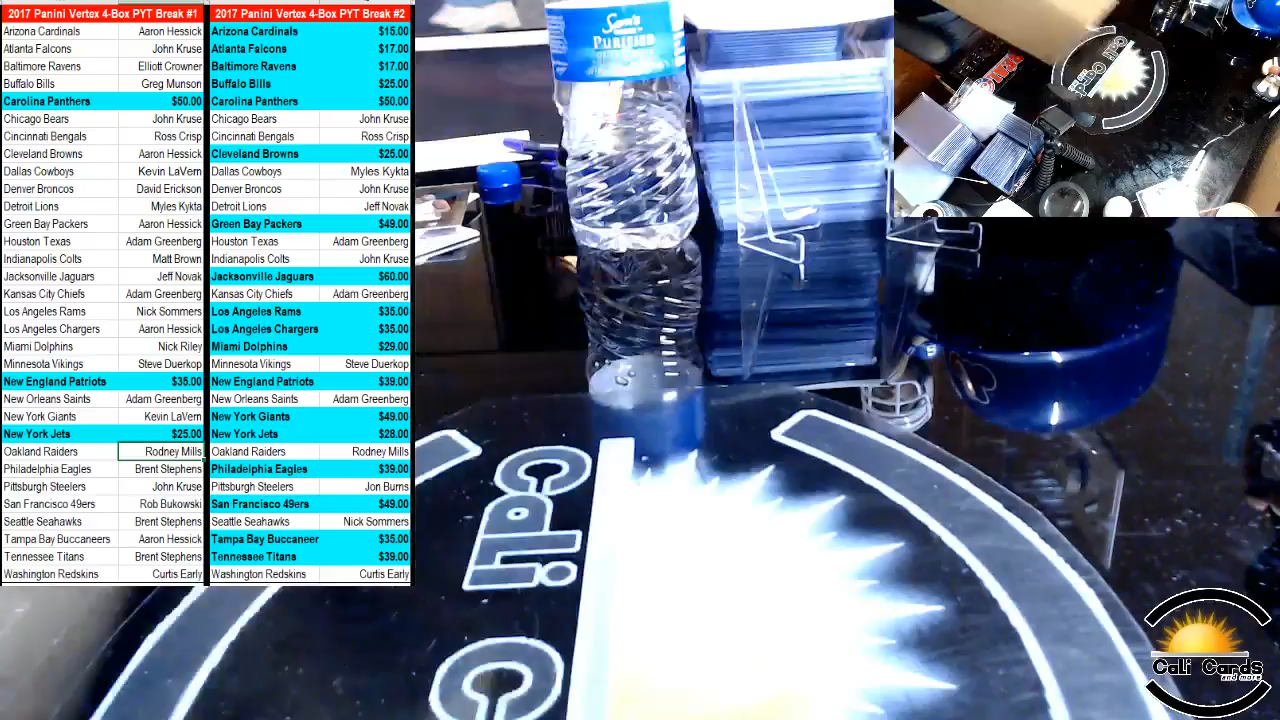 2017 Panini Vertex 4-Box PYT Break #1 2017 Panini Vertex 4-Box PYT Break #2
Arizona Cardinals Aaron Hessick Arizona Cardinals $15.00
Atlanta Falcons John Kruse Atlanta Falcons $17.00
Baltimore Ravens Elliott Crowner Baltimore Ravens $17.00
Buffalo Bills Greg Munson Buffalo Bills $25.00
Carolina Panthers $50.00 Carolina Panthers $50.00
Chicago Bears John Kruse Chicago Bears John Kruse
Cincinnati Bengals Ross Crisp Cincinnati Bengals Ross Crisp
Cleveland Browns Aaron Hessick Cleveland Browns $25.00
Dallas Cowboys Kevin LaVern Dallas Cowboys Myles Kykta
Denver Broncos David Erickson Denver Broncos John Kruse
Detroit Lions Myles Kykta Detroit Lions Jeff Novak
Green Bay Packers Aaron Hessick Green Bay Packers $49.00
Houston Texas Adam Greenberg Houston Texas Adam Greenberg
Indianapolis Colts Matt Brown Indianapolis Colts John Kruse
Jacksonville Jaguars Jeff Novak Jacksonville Jaguars $60.00
Kansas City Chiefs Adam Greenberg Kansas City Chiefs Adam Greenberg
Los Angeles Rams Nick Sommers Los Angeles Rams $35.00
Los Angeles Chargers Aaron Hessick Los Angeles Chargers $35.00
Miami Dolphins Nick Riley Miami Dolphins $29.00
Minnesota Vikings Steve Duerkop Minnesota Vikings Steve Duerkop
New England Patriots $35.00 New England Patriots $39.00
New Orleans Saints Adam Greenberg New Orleans Saints Adam Greenberg
New York Giants Kevin LaVern New York Giants $49.00
New York Jets $25.00 New York Jets $28.00
Oakland Raiders Rodney Mills Oakland Raiders Rodney Mills
Philadelphia Eagles Brent Stephens Philadelphia Eagles $39.00
Pittsburgh Steelers John Kruse Pittsburgh Steelers Jon Burns
San Francisco 49ers Rob Bukowski San Francisco 49ers $49.00
Seattle Seahawks Brent Stephens Seattle Seahawks Nick Sommers
Tampa Bay Buccaneers Aaron Hessick Tampa Bay Buccaneer $35.00
Tennessee Titans Brent Stephens Tennessee Titans $39.00
Washington Redskins Curtis Early Washington Redskins Curtis Early
PURIFIED
Cali
C
Cali Cards
and more